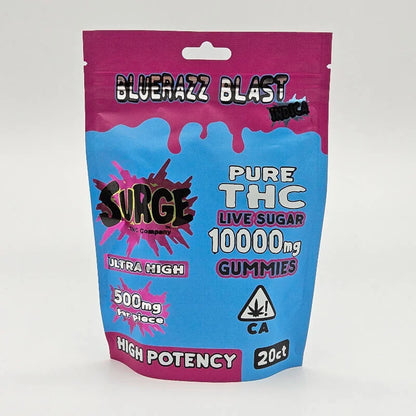 BLUERAZZ BLAST
INDICA
SURGE
THC Company
ULTRA HIGH
500mg
Per piece
PURE
THC
LIVE SUGAR
10000mg
GUMMIES
!
CA
HIGH POTENCY
20ct